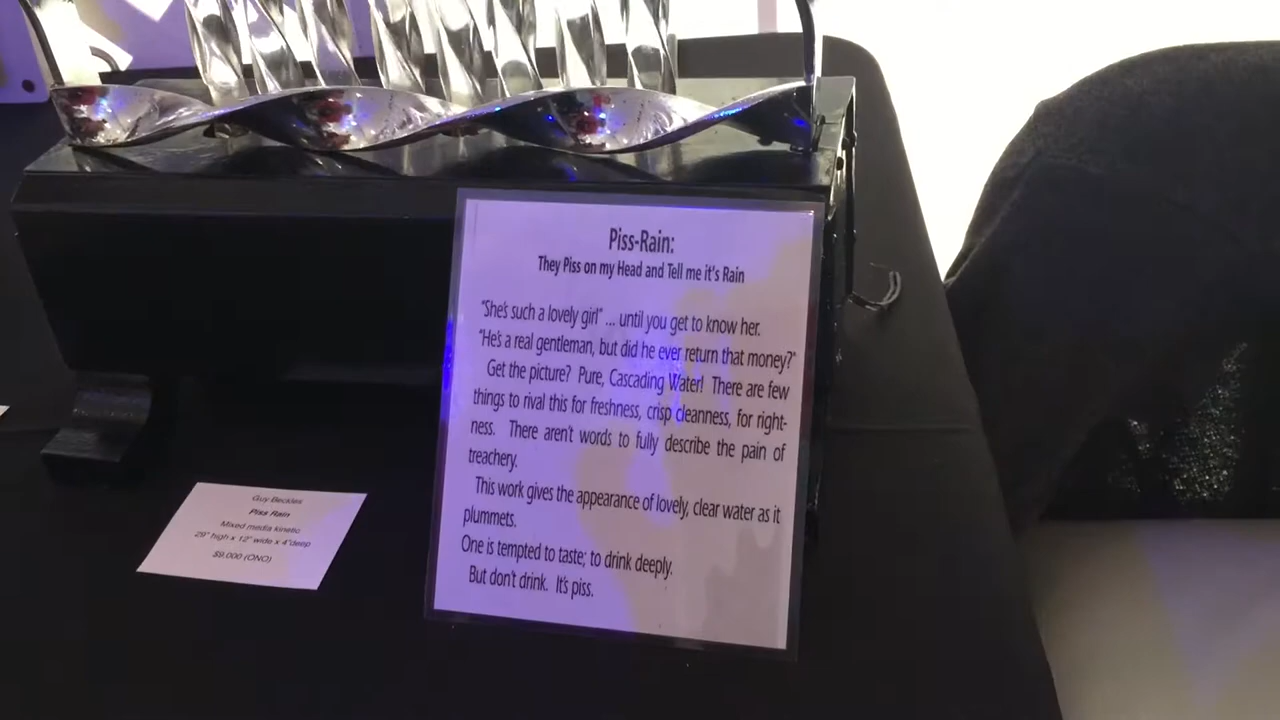 Piss-Rain:
They Piss on my Head and Tell me it's Rain
"She's such a lovely girl" ... until you get to know her.
"He's a real gentleman, but did he ever return that money?"
Get the picture? Pure, Cascading Water! There are few
things to rival this for freshness, crisp cleanness, for right-
ness. There aren't words to fully describe the pain of
treachery.
This work gives the appearance of lovely, clear water as it
plummets.
One is tempted to taste; to drink deeply.
But don't drink. It's piss.
Guy Beckles
Piss Rain
Mixed media kinetic
29" high x 12" wide x 4"deep
$9,000 (ONO)